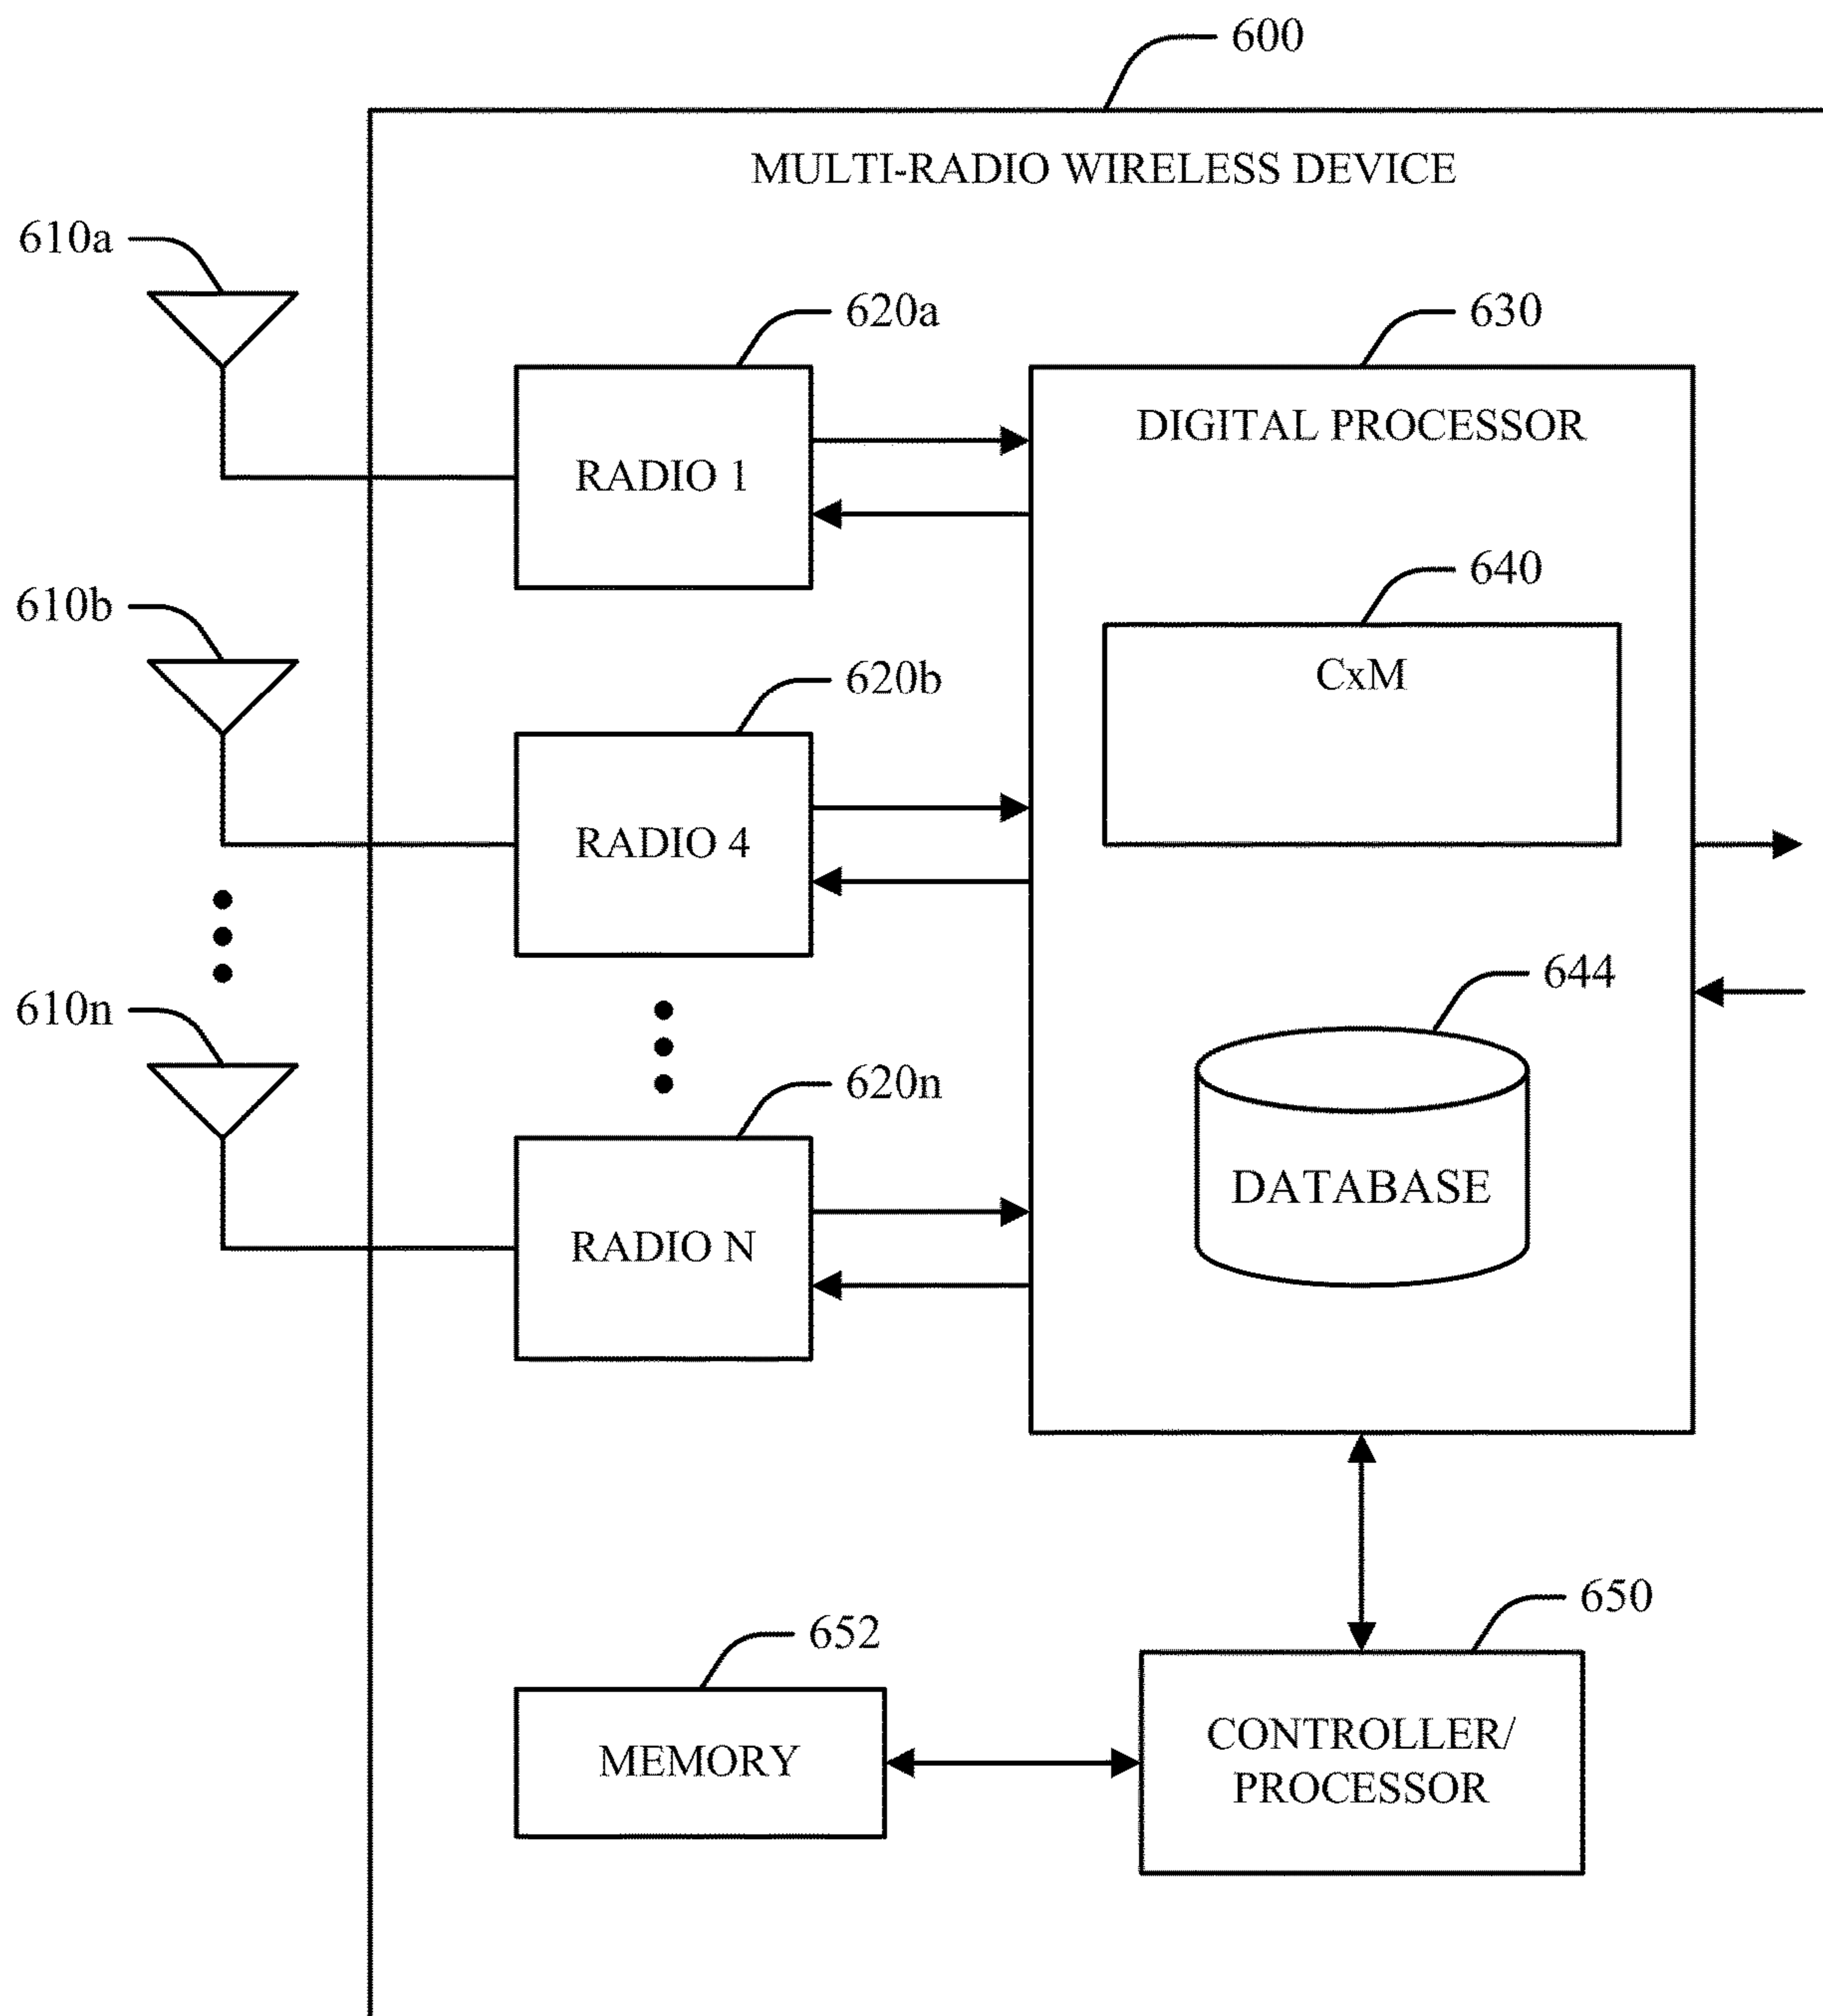 600
MULTI-RADIO WIRELESS DEVICE
610a
620a
630
DIGITAL PROCESSOR
RADIO 1
640
610b
CxM
620b
RADIO 4
644
610n
620n
DATABASE
RADIO N
650
652
CONTROLLER/
PROCESSOR
MEMORY